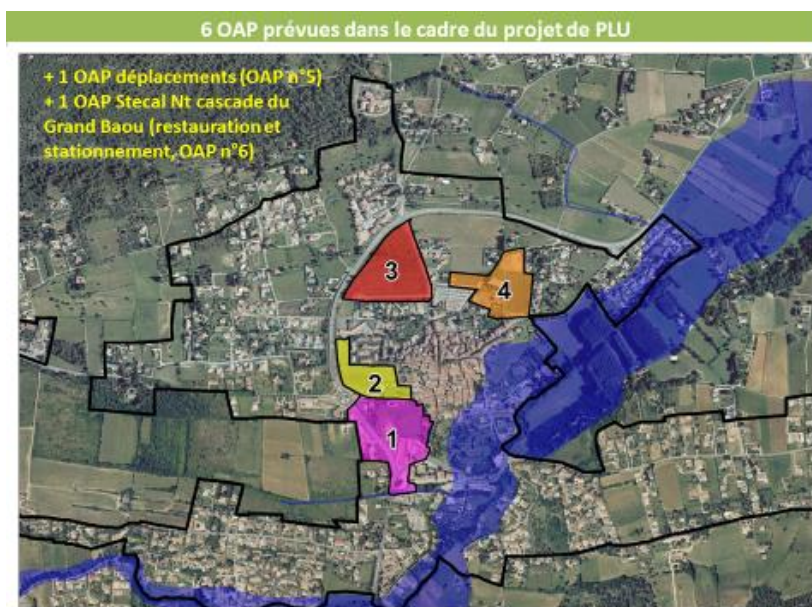 6 OAP prévues dans le cadre du projet de PLU
+ 1 OAP déplacements (OAP n°5)
+ 1 OAP Stecal Nt cascade du
Grand Baou (restauration et
stationnement, OAP n°6)
3
4
2
1